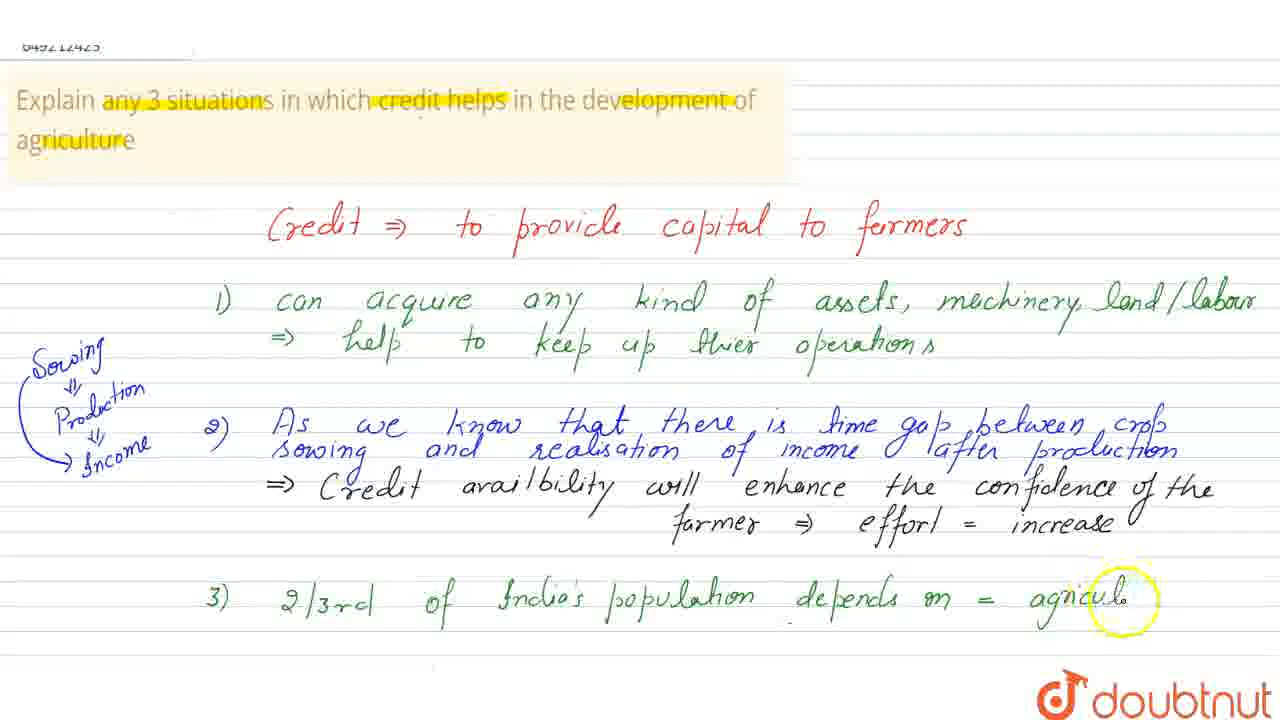 649212425
Explain any 3 situations in which credit helps in the development of
agriculture
Credit ⇒ to provide capital to farmers
1) can acquire any kind of assets, machinery, land/labour
⇒ help to keep up thier operations
Sowing
⇓
Production
⇓
Income
2) As we know that there is time gap between crop
sowing and realisation of income after production
⇒ Credit availbility will enhance the confidence of the
farmer ⇒ effort = increase
3) 2/3rd of India's population depends on = agricul
doubtnut